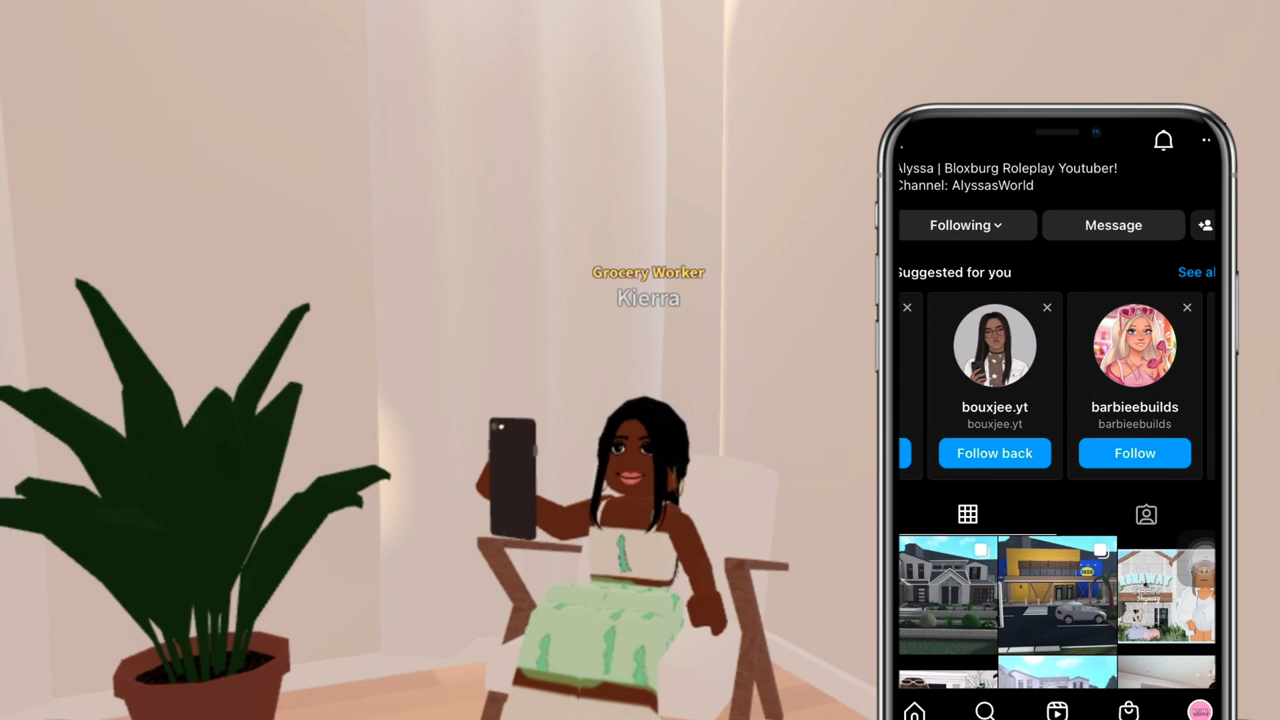 Grocery Worker
Kierra
Alyssa | Bloxburg Roleplay Youtuber!
Channel: AlyssasWorld
Following
Message
Suggested for you
See al
bouxjee.yt
barbieebuilds
bouxjee.yt
barbieebuilds
Follow back
Follow